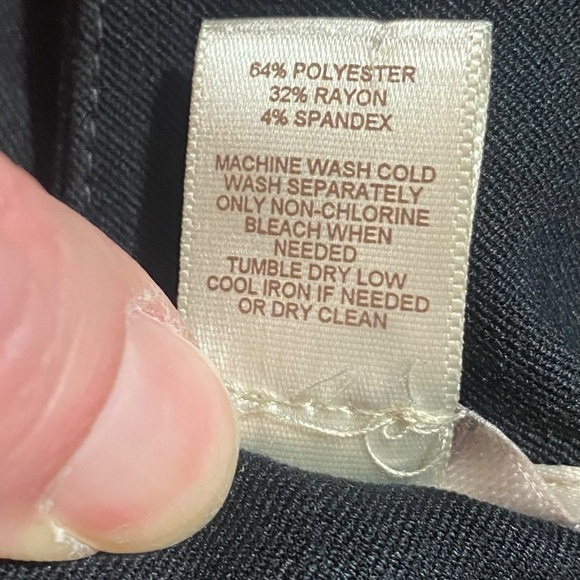 64% POLYESTER
32% RAYON
4% SPANDEX
MACHINE WASH COLD
WASH SEPARATELY
ONLY NON-CHLORINE
BLEACH WHEN
NEEDED
TUMBLE DRY LOW
COOL IRON IF NEEDED
OR DRY CLEAN